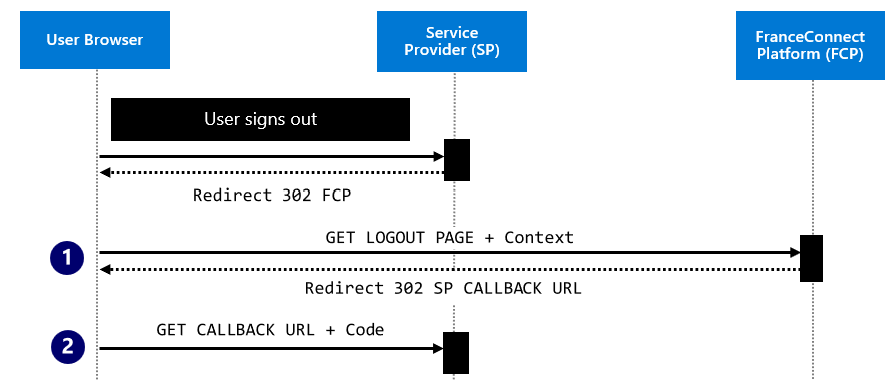 User Browser
Service
Provider (SP)
FranceConnect
Platform (FCP)
User signs out
Redirect 302 FCP
GET LOGOUT PAGE + Context
1
Redirect 302 SP CALLBACK URL
GET CALLBACK URL + Code
2